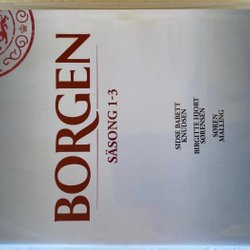 BORGEN
SÄSONG 1-3
SIDSE BABETT
KNUDSEN
BIRGITTE HJORT
SØRENSEN
SØREN
MALLING